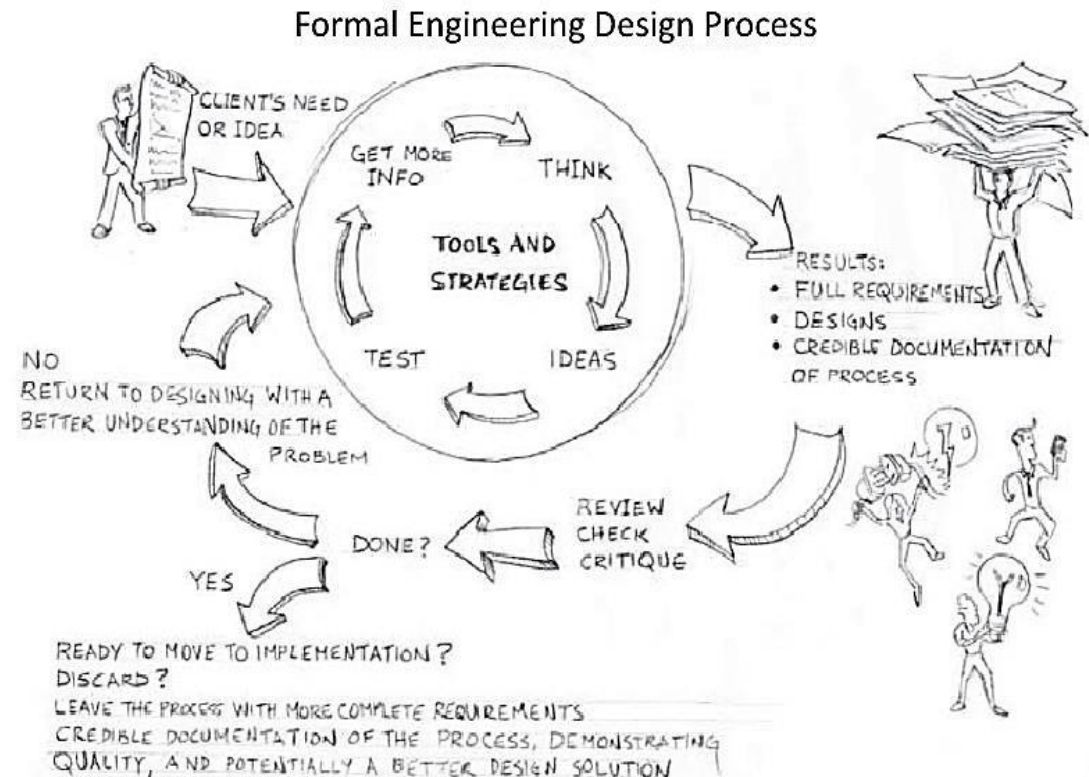 Formal Engineering Design Process
CLIENT'S NEED
OR IDEA
GET MORE
INFO
THINK
TOOLS AND
STRATEGIES
TEST
IDEAS
RESULTS:
• FULL REQUIREMENTS
• DESIGNS
• CREDIBLE DOCUMENTATION
OF PROCESS
REVIEW
CHECK
CRITIQUE
DONE?
NO
RETURN TO DESIGNING WITH A
BETTER UNDERSTANDING OF THE
PROBLEM
YES
READY TO MOVE TO IMPLEMENTATION?
DISCARD?
LEAVE THE PROCESS WITH MORE COMPLETE REQUIREMENTS
CREDIBLE DOCUMENTATION OF THE PROCESS, DEMONSTRATING
QUALITY, AND POTENTIALLY A BETTER DESIGN SOLUTION